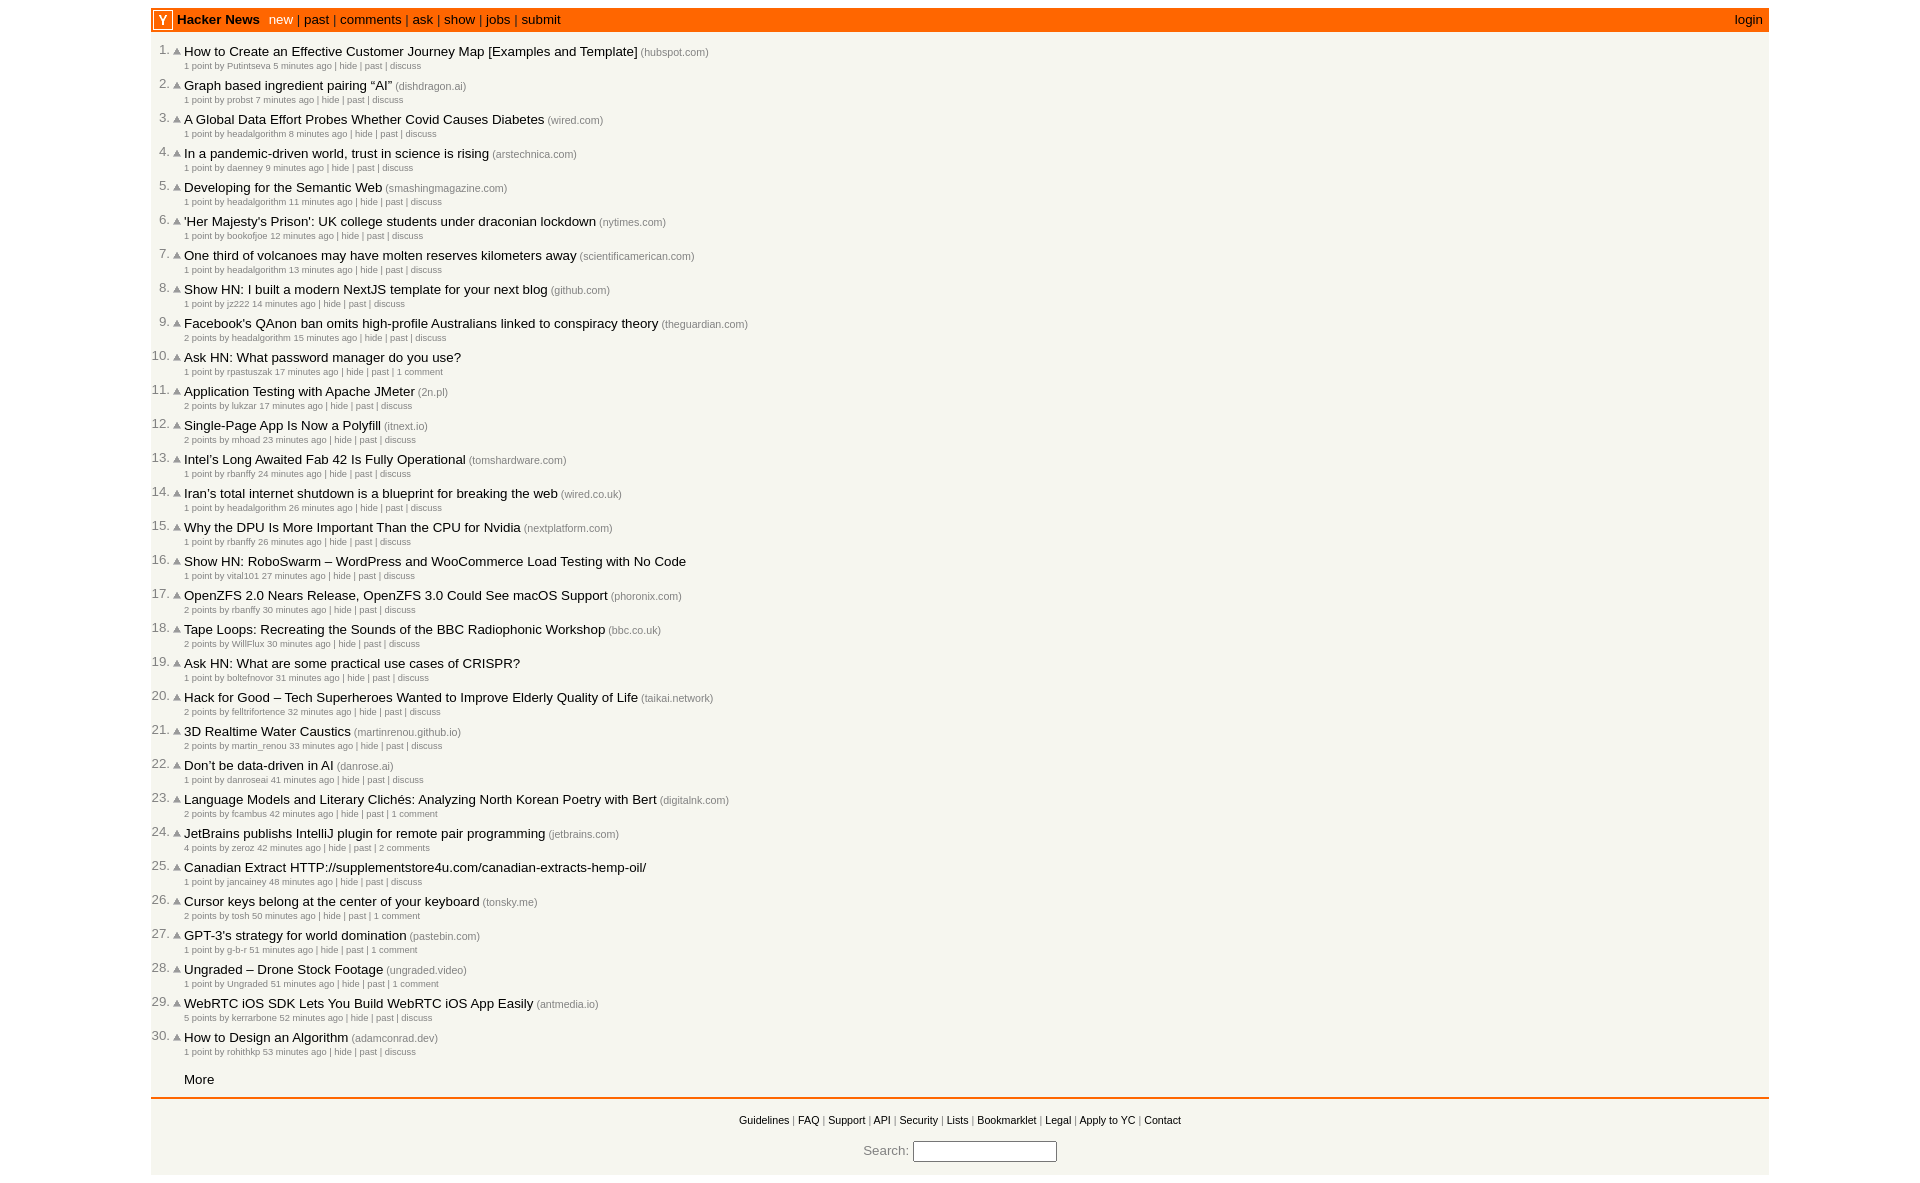 Y Hacker News new | past | comments | ask | show | jobs | submit login
1. How to Create an Effective Customer Journey Map [Examples and Template] (hubspot.com)
1 point by Putintseva 5 minutes ago | hide | past | discuss
2. Graph based ingredient pairing “AI” (dishdragon.ai)
1 point by probst 7 minutes ago | hide | past | discuss
3. A Global Data Effort Probes Whether Covid Causes Diabetes (wired.com)
1 point by headalgorithm 8 minutes ago | hide | past | discuss
4. In a pandemic-driven world, trust in science is rising (arstechnica.com)
1 point by daenney 9 minutes ago | hide | past | discuss
5. Developing for the Semantic Web (smashingmagazine.com)
1 point by headalgorithm 11 minutes ago | hide | past | discuss
6. 'Her Majesty's Prison': UK college students under draconian lockdown (nytimes.com)
1 point by bookofjoe 12 minutes ago | hide | past | discuss
7. One third of volcanoes may have molten reserves kilometers away (scientificamerican.com)
1 point by headalgorithm 13 minutes ago | hide | past | discuss
8. Show HN: I built a modern NextJS template for your next blog (github.com)
1 point by jz222 14 minutes ago | hide | past | discuss
9. Facebook's QAnon ban omits high-profile Australians linked to conspiracy theory (theguardian.com)
2 points by headalgorithm 15 minutes ago | hide | past | discuss
10. Ask HN: What password manager do you use?
1 point by rpastuszak 17 minutes ago | hide | past | 1 comment
11. Application Testing with Apache JMeter (2n.pl)
2 points by lukzar 17 minutes ago | hide | past | discuss
12. Single-Page App Is Now a Polyfill (itnext.io)
2 points by mhoad 23 minutes ago | hide | past | discuss
13. Intel’s Long Awaited Fab 42 Is Fully Operational (tomshardware.com)
1 point by rbanffy 24 minutes ago | hide | past | discuss
14. Iran’s total internet shutdown is a blueprint for breaking the web (wired.co.uk)
1 point by headalgorithm 26 minutes ago | hide | past | discuss
15. Why the DPU Is More Important Than the CPU for Nvidia (nextplatform.com)
1 point by rbanffy 26 minutes ago | hide | past | discuss
16. Show HN: RoboSwarm – WordPress and WooCommerce Load Testing with No Code
1 point by vital101 27 minutes ago | hide | past | discuss
17. OpenZFS 2.0 Nears Release, OpenZFS 3.0 Could See macOS Support (phoronix.com)
2 points by rbanffy 30 minutes ago | hide | past | discuss
18. Tape Loops: Recreating the Sounds of the BBC Radiophonic Workshop (bbc.co.uk)
2 points by WillFlux 30 minutes ago | hide | past | discuss
19. Ask HN: What are some practical use cases of CRISPR?
1 point by boltefnovor 31 minutes ago | hide | past | discuss
20. Hack for Good – Tech Superheroes Wanted to Improve Elderly Quality of Life (taikai.network)
2 points by felltrifortence 32 minutes ago | hide | past | discuss
21. 3D Realtime Water Caustics (martinrenou.github.io)
2 points by martin_renou 33 minutes ago | hide | past | discuss
22. Don’t be data-driven in AI (danrose.ai)
1 point by danroseai 41 minutes ago | hide | past | discuss
23. Language Models and Literary Clichés: Analyzing North Korean Poetry with Bert (digitalnk.com)
2 points by fcambus 42 minutes ago | hide | past | 1 comment
24. JetBrains publishs IntelliJ plugin for remote pair programming (jetbrains.com)
4 points by zeroz 42 minutes ago | hide | past | 2 comments
25. Canadian Extract HTTP://supplementstore4u.com/canadian-extracts-hemp-oil/
1 point by jancainey 48 minutes ago | hide | past | discuss
26. Cursor keys belong at the center of your keyboard (tonsky.me)
2 points by tosh 50 minutes ago | hide | past | 1 comment
27. GPT-3's strategy for world domination (pastebin.com)
1 point by g-b-r 51 minutes ago | hide | past | 1 comment
28. Ungraded – Drone Stock Footage (ungraded.video)
1 point by Ungraded 51 minutes ago | hide | past | 1 comment
29. WebRTC iOS SDK Lets You Build WebRTC iOS App Easily (antmedia.io)
5 points by kerrarbone 52 minutes ago | hide | past | discuss
30. How to Design an Algorithm (adamconrad.dev)
1 point by rohithkp 53 minutes ago | hide | past | discuss
More
Guidelines | FAQ | Support | API | Security | Lists | Bookmarklet | Legal | Apply to YC | Contact
Search: